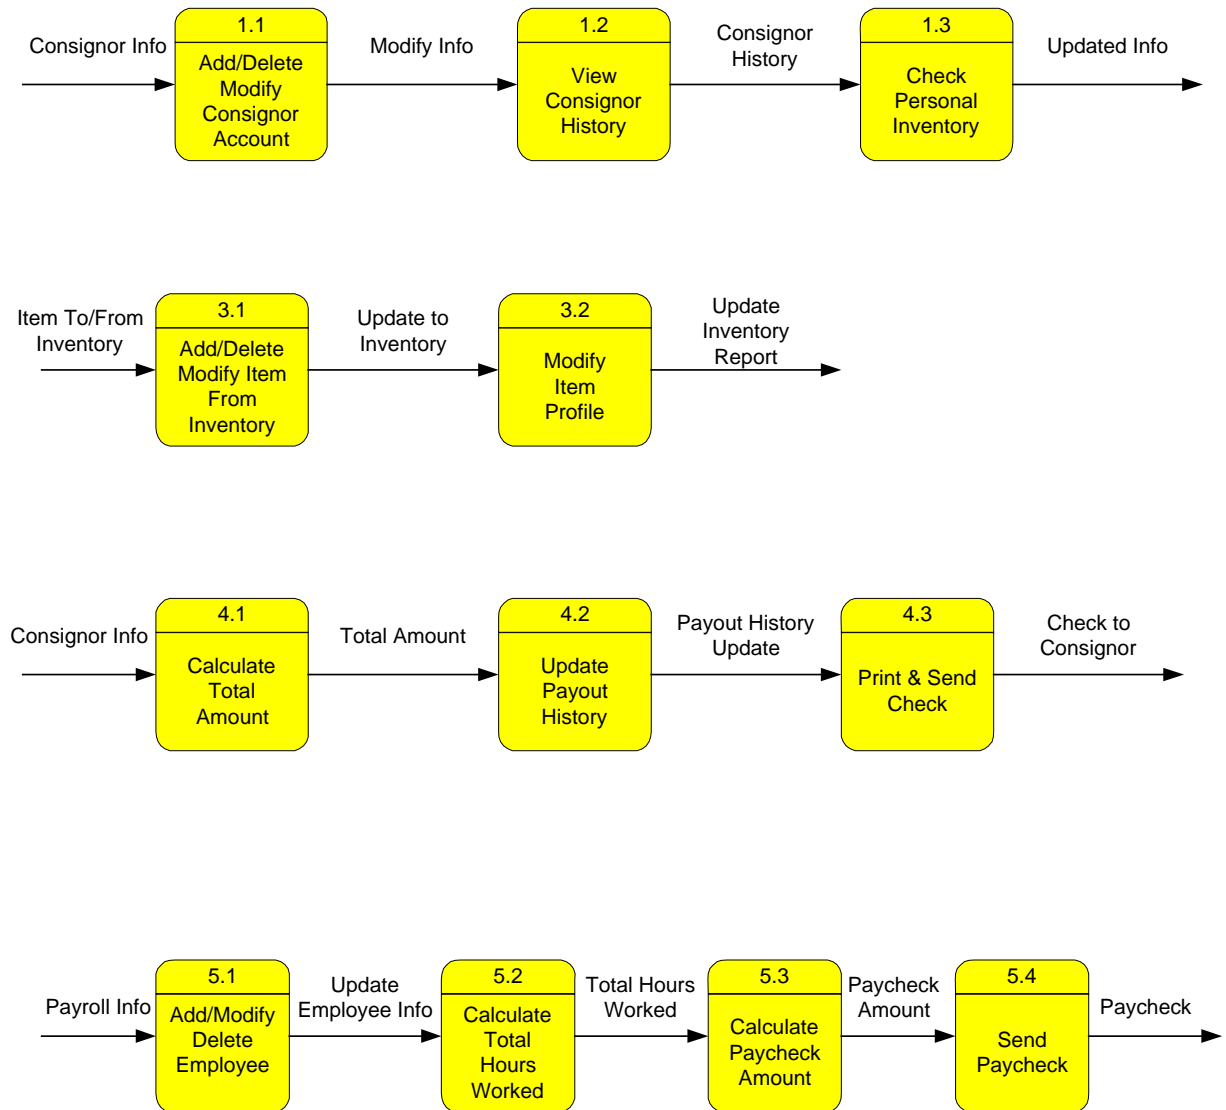 1.1
1.2
1.3
Consignor Info
Modify Info
Consignor
History
Updated Info
Add/Delete
Modify
Consignor
Account
View
Consignor
History
Check
Personal
Inventory
3.1
3.2
Item To/From
Inventory
Update to
Inventory
Update
Inventory
Report
Add/Delete
Modify Item
From
Inventory
Modify
Item
Profile
4.1
4.2
4.3
Consignor Info
Total Amount
Payout History
Update
Check to
Consignor
Calculate
Total
Amount
Update
Payout
History
Print & Send
Check
5.1
5.2
5.3
5.4
Payroll Info
Update
Employee Info
Total Hours
Worked
Paycheck
Amount
Paycheck
Add/Modify
Delete
Employee
Calculate
Total
Hours
Worked
Calculate
Paycheck
Amount
Send
Paycheck